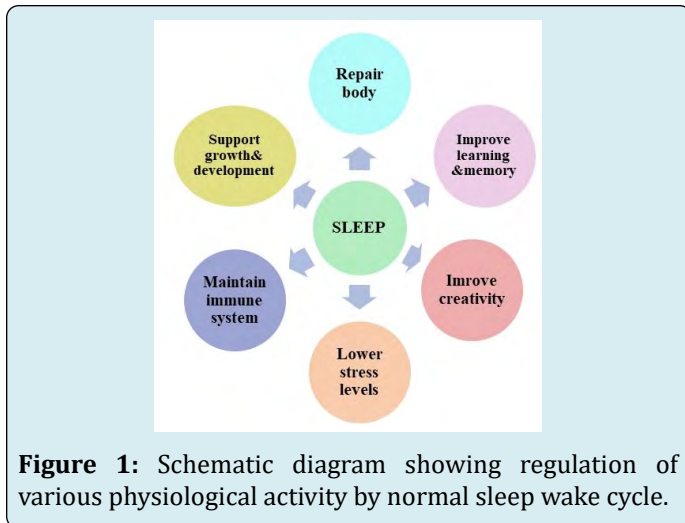 Repair
body
Support
growth&
development
Improve
learning
&memory
SLEEP
Maintain
immune
system
Imrove
creativity
Lower
stress
levels
Figure 1: Schematic diagram showing regulation of
various physiological activity by normal sleep wake cycle.